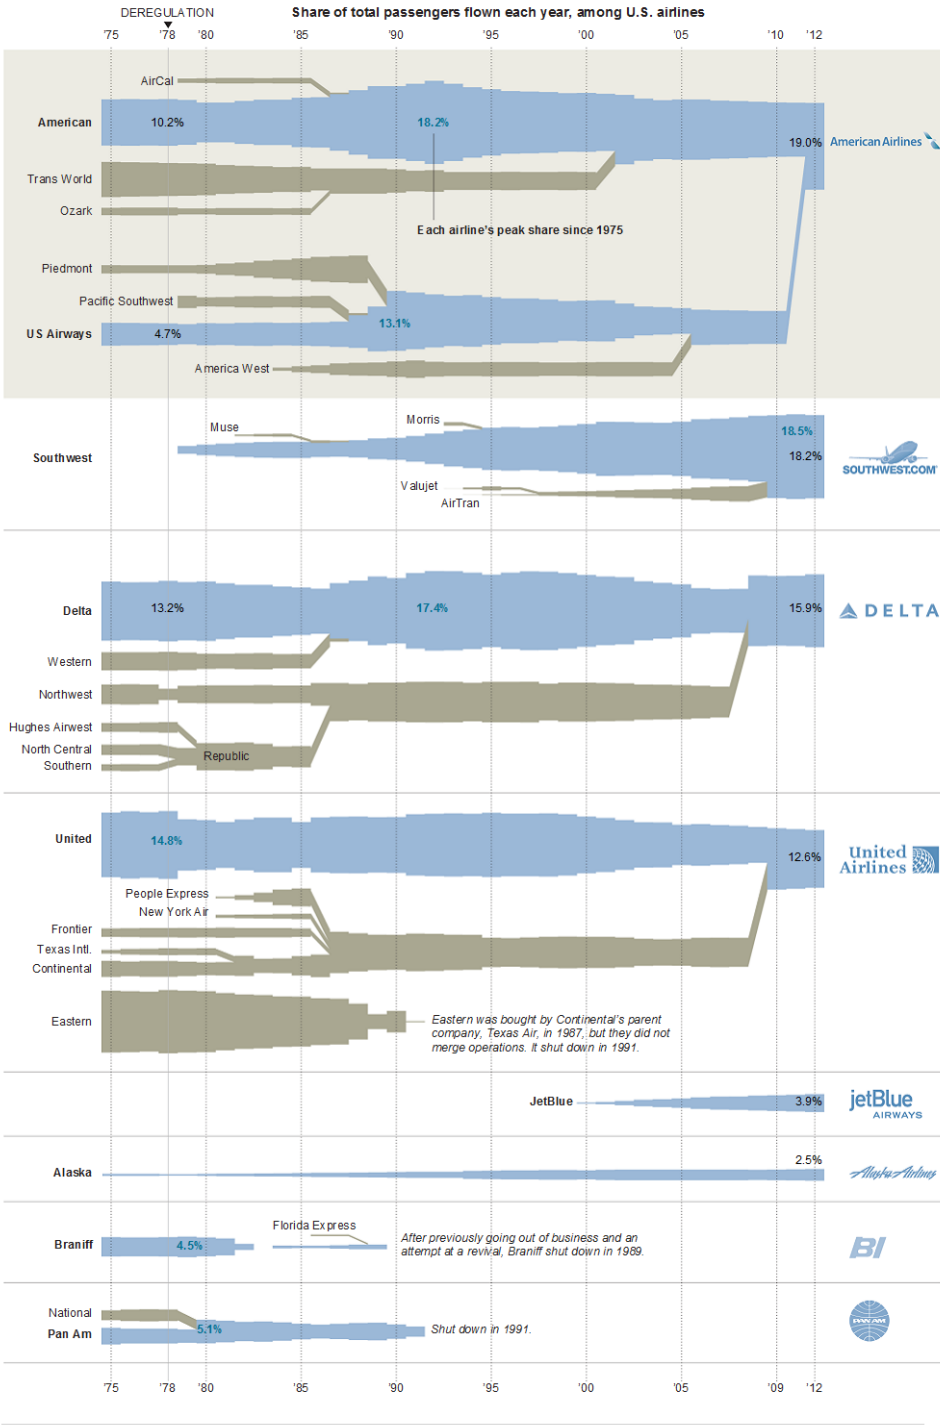 DEREGULATION Share of total passengers flown each year, among U.S. airlines
'75 '78 '80 '85 '90 '95 '00 '05 '10 '12
AirCal
American 10.2% 18.2% 19.0% American Airlines
Trans World
Ozark
Each airline's peak share since 1975
Piedmont
Pacific Southwest
US Airways 4.7% 13.1%
America West
Muse Morris
18.5%
Southwest 18.2%
SOUTHWEST.COM
Valujet
AirTran
Delta 13.2% 17.4% 15.9% DELTA
Western
Northwest
Hughes Airwest
North Central
Republic
Southern
United 14.8% 12.6% United
Airlines
People Express
New York Air
Frontier
Texas Intl.
Continental
Eastern
Eastern was bought by Continental's parent
company, Texas Air, in 1987, but they did not
merge operations. It shut down in 1991.
JetBlue 3.9% jetBlue
AIRWAYS
2.5%
Alaska Alaska Airlines
Florida Express
Braniff 4.5% BI
After previously going out of business and an
attempt at a revival, Braniff shut down in 1989.
National
Pan Am 5.1% Shut down in 1991. PAN AM
'75 '78 '80 '85 '90 '95 '00 '05 '09 '12